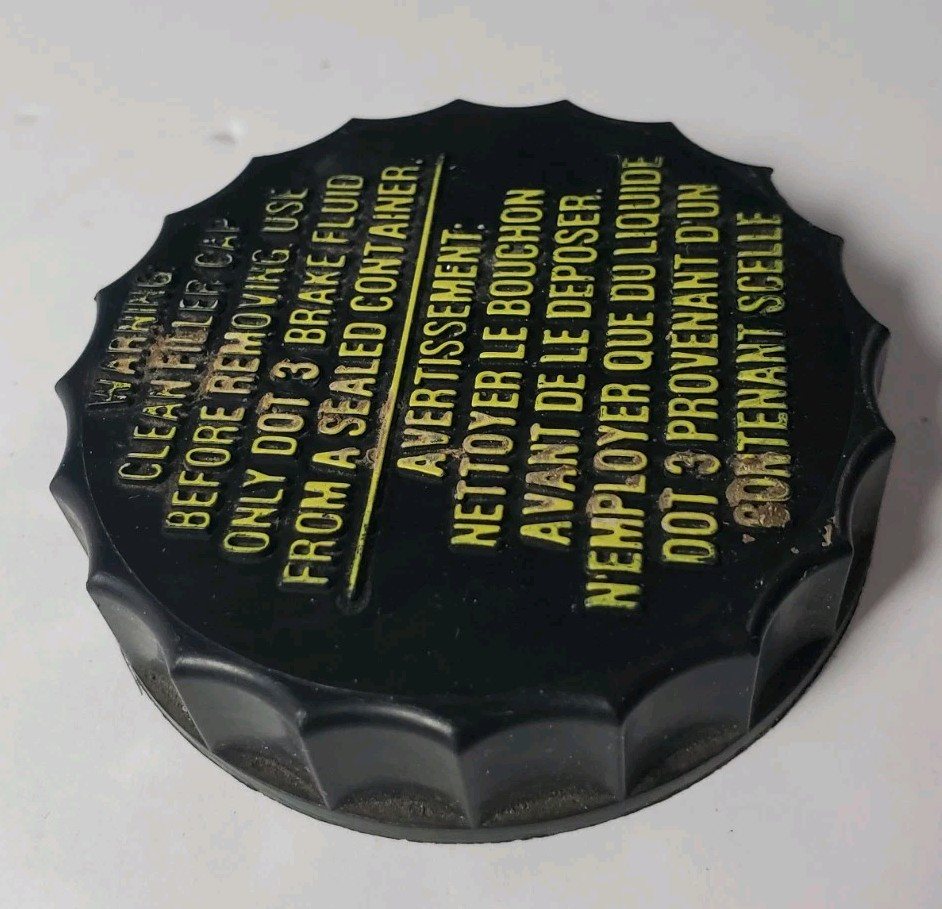 WARNING:
CLEAN FILLER CAP
BEFORE REMOVING. USE
ONLY DOT 3 BRAKE FLUID
FROM A SEALED CONTAINER.
AVERTISSEMENT:
NETTOYER LE BOUCHON
AVANT DE LE DEPOSER.
N'EMPLOYER QUE DU LIQUIDE
DOT 3 PROVENANT D'UN
CONTENANT SCELLE